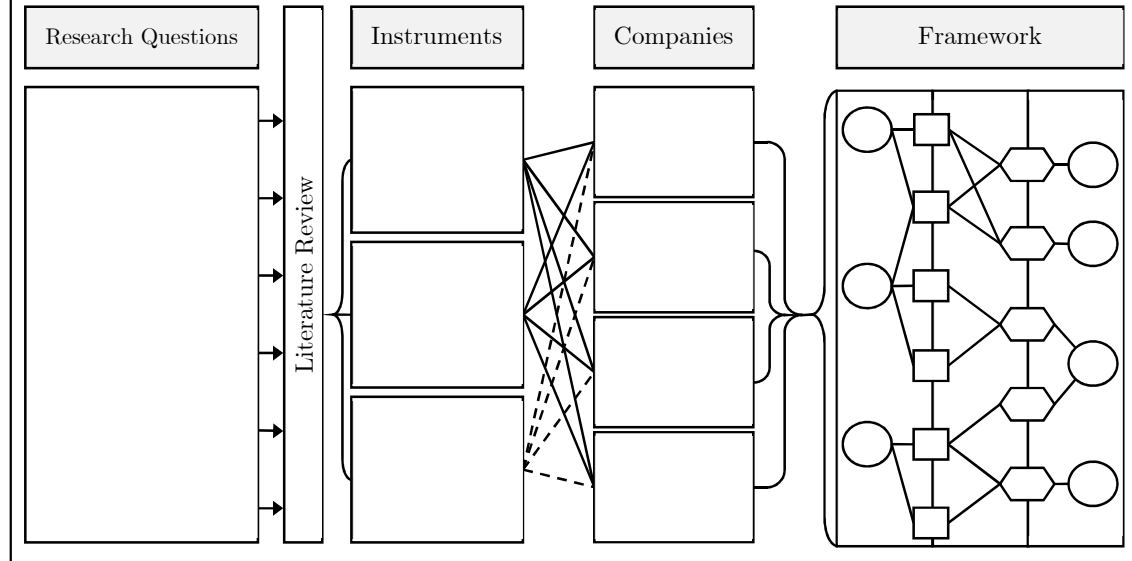 Research Questions
Literature Review
Instruments
Companies
Framework